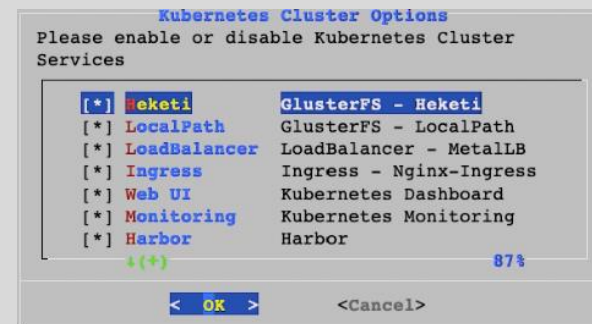 Kubernetes Cluster Options
Please enable or disable Kubernetes Cluster
Services
[*] Heketi GlusterFS - Heketi
[*] LocalPath GlusterFS - LocalPath
[*] LoadBalancer LoadBalancer - MetalLB
[*] Ingress Ingress - Nginx-Ingress
[*] Web UI Kubernetes Dashboard
[*] Monitoring Kubernetes Monitoring
[*] Harbor Harbor
↓(+) 87%
< OK > <Cancel>